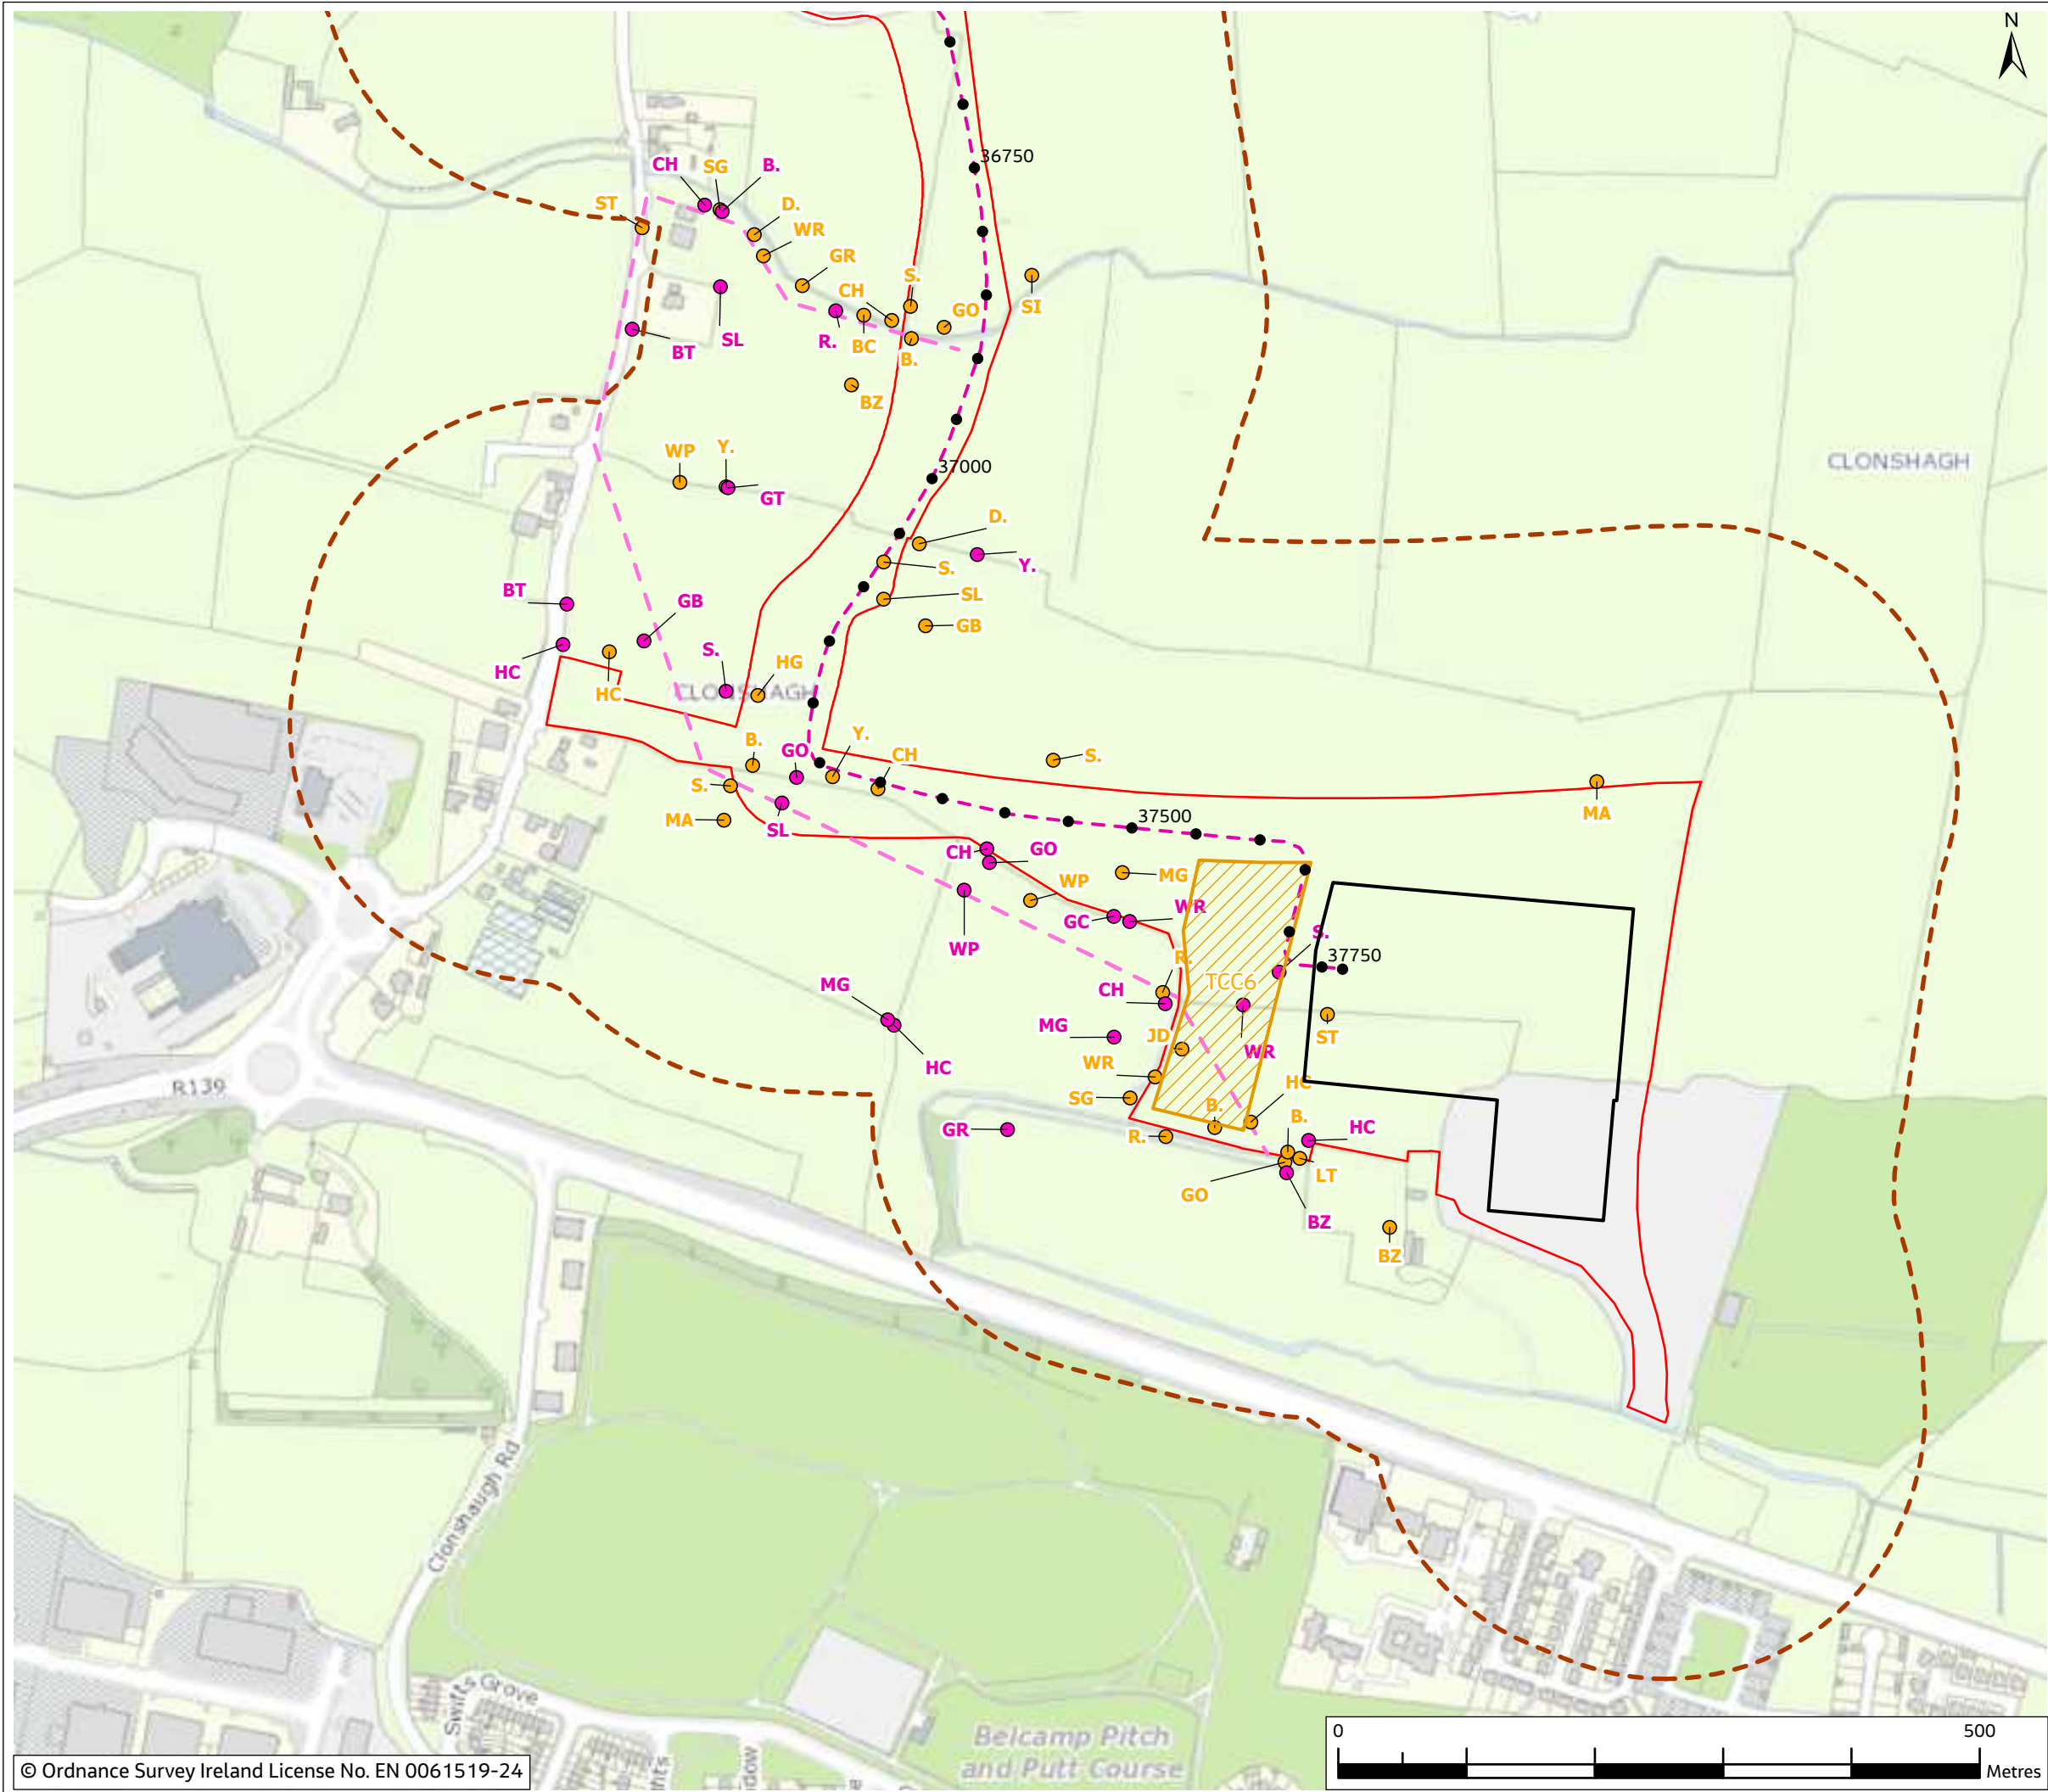 N
36750
CH
SG
B.
ST
D.
WR
GR
S.
CH
GO
SI
SL
R.
BC
B.
BT
BZ
WP
Y.
37000
GT
CLONSHAGH
D.
S.
Y.
BT
GB
SL
GB
HC
HC
S.
HG
CLONSHAGH
B.
GO
Y.
CH
S.
S.
MA
SL
37500
MA
CH
GO
MG
WP
GC
WR
WP
S.
37750
R.
TCC6
MG
CH
MG
JD
WR
ST
HC
WR
R139
SG
HC
B.
B.
HC
GR
R.
LT
GO
BZ
BZ
Clonshaugh Rd
Swifts Grove
Belcamp Pitch
and Putt Course
0
500
Metres
© Ordnance Survey Ireland License No. EN 0061519-24